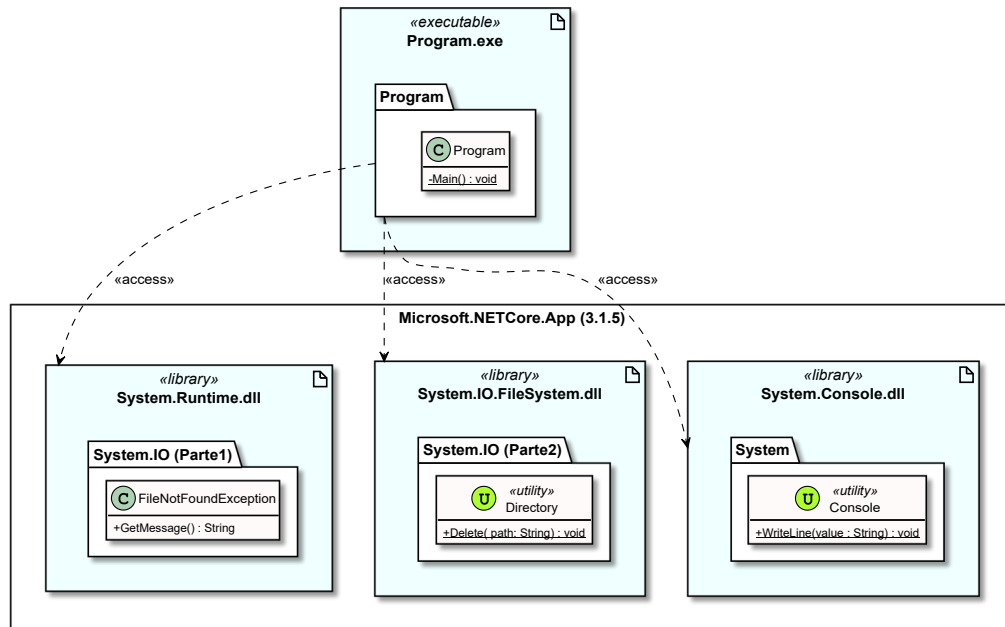 «executable»
Program.exe
Program
C Program
-Main() : void
«access»
«access»
«access»
Microsoft.NETCore.App (3.1.5)
«library»
System.Runtime.dll
System.IO (Parte1)
C FileNotFoundException
+GetMessage() : String
«library»
System.IO.FileSystem.dll
System.IO (Parte2)
U «utility»
Directory
+Delete( path: String) : void
«library»
System.Console.dll
System
U «utility»
Console
+WriteLine(value : String) : void